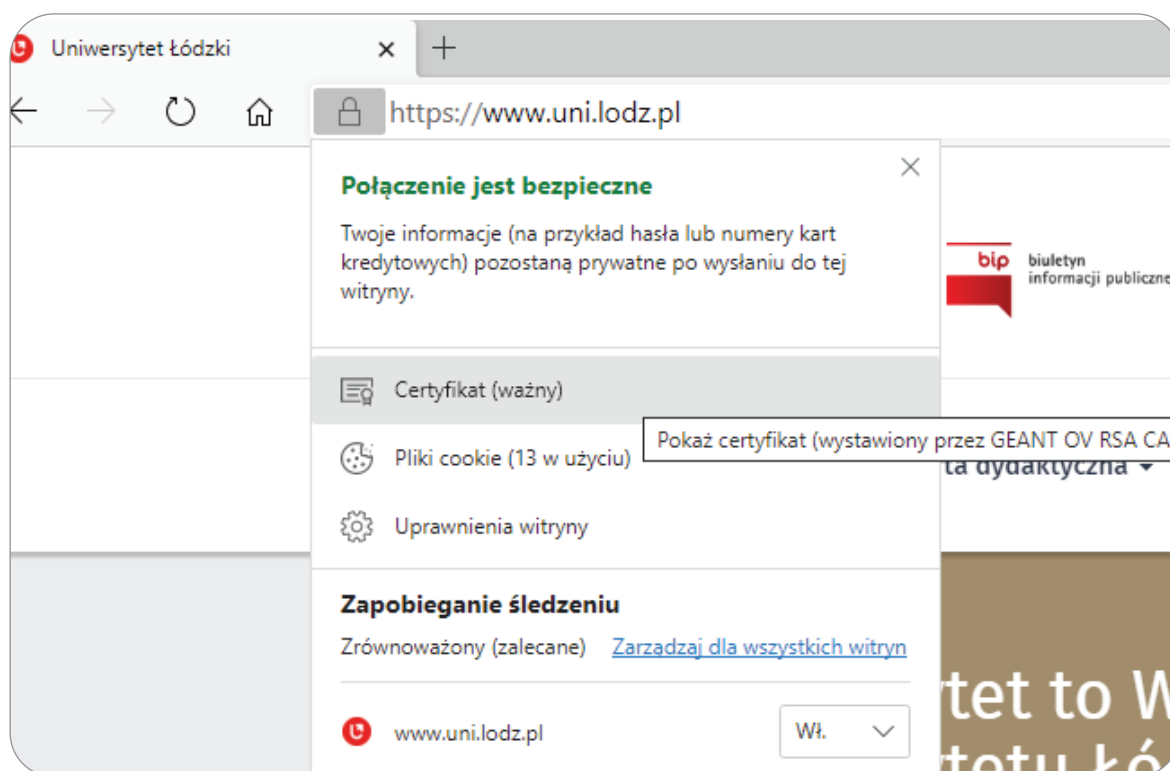 Uniwersytet Łódzki
https://www.uni.lodz.pl
Połączenie jest bezpieczne
Twoje informacje (na przykład hasła lub numery kart
kredytowych) pozostaną prywatne po wysłaniu do tej
witryny.
bip
biuletyn
informacji publiczne
Certyfikat (ważny)
Pokaż certyfikat (wystawiony przez GEANT OV RSA CA
Pliki cookie (13 w użyciu)
ta dydaktyczna
Uprawnienia witryny
Zapobieganie śledzeniu
Zrównoważony (zalecane) Zarządzaj dla wszystkich witryn
www.uni.lodz.pl Wł.
tet to W
tetu Łó